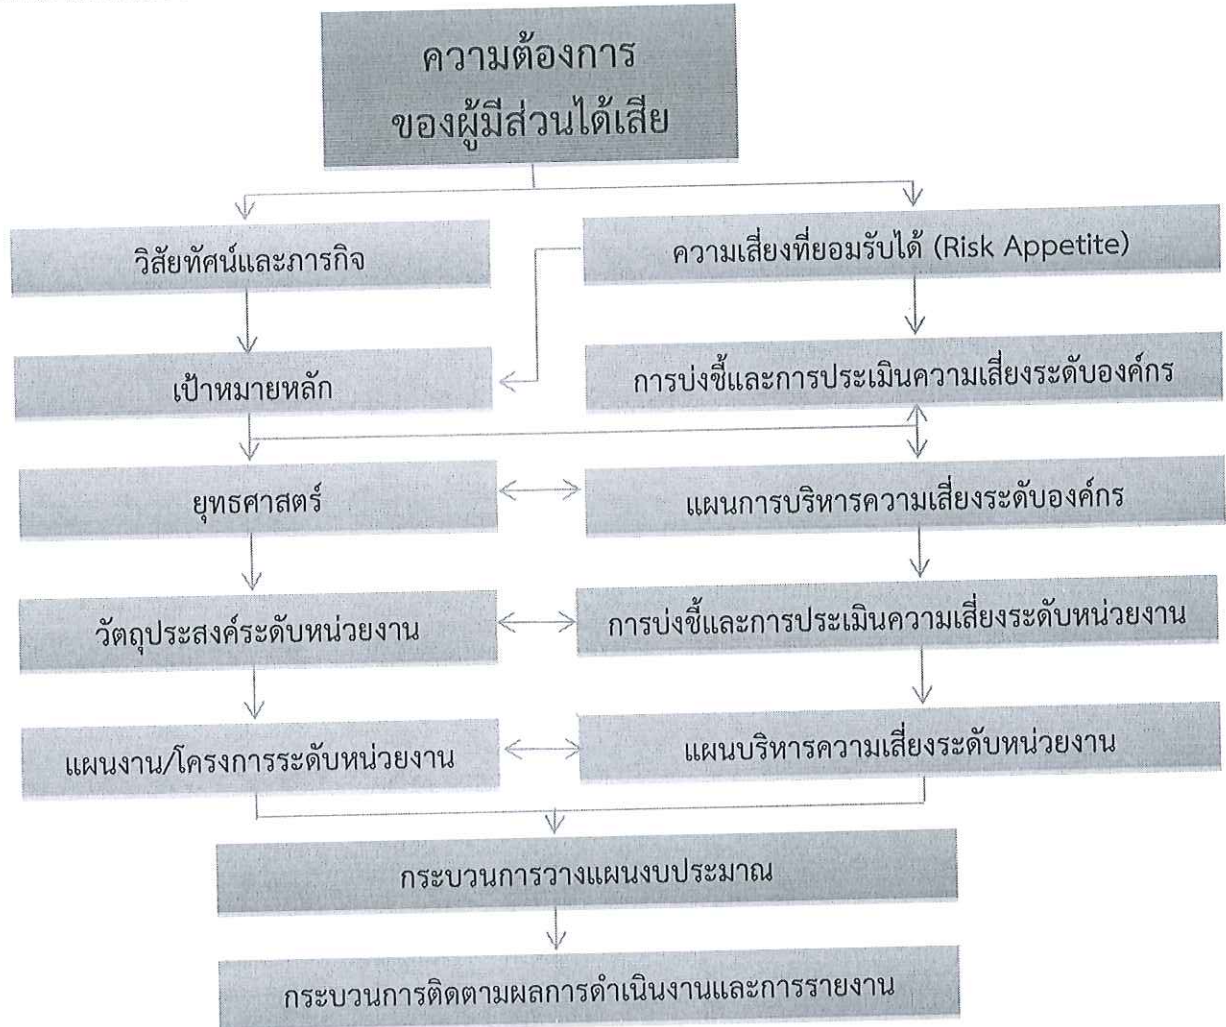 ความต้องการ
ของผู้มีส่วนได้เสีย
วิสัยทัศน์และภารกิจ
ความเสี่ยงที่ยอมรับได้ (Risk Appetite)
เป้าหมายหลัก
การบ่งชี้และการประเมินความเสี่ยงระดับองค์กร
ยุทธศาสตร์
แผนการบริหารความเสี่ยงระดับองค์กร
วัตถุประสงค์ระดับหน่วยงาน
การบ่งชี้และการประเมินความเสี่ยงระดับหน่วยงาน
แผนงาน/โครงการระดับหน่วยงาน
แผนบริหารความเสี่ยงระดับหน่วยงาน
กระบวนการวางแผนงบประมาณ
กระบวนการติดตามผลการดำเนินงานและการรายงาน